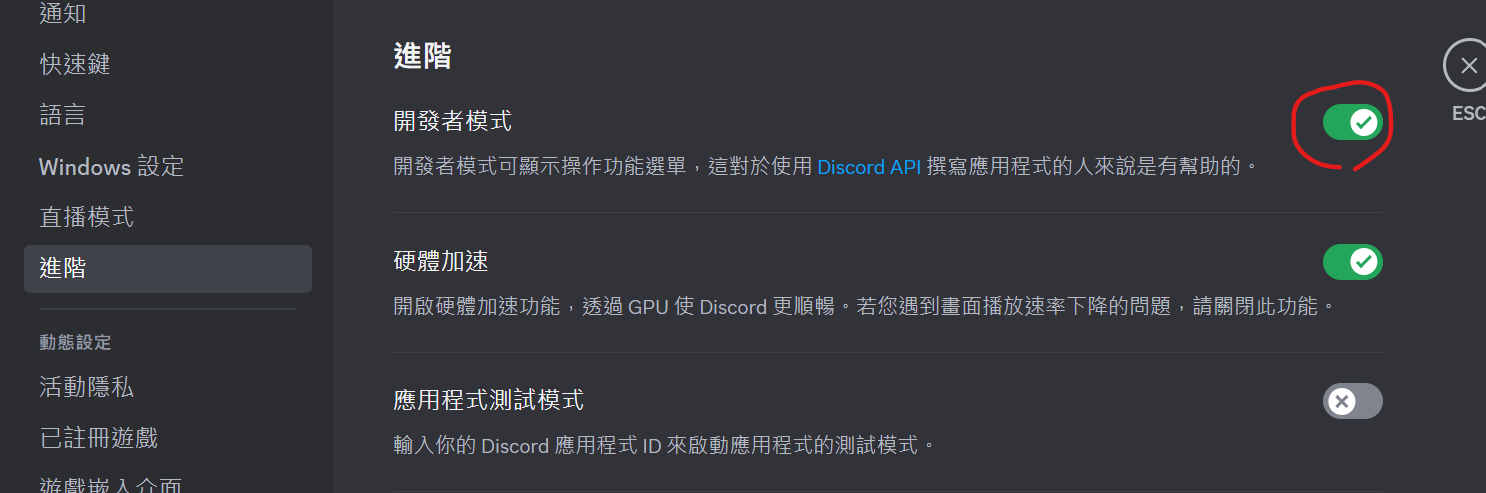 通知
快速鍵
語言
Windows 設定
直播模式
進階
動態設定
活動隱私
已註冊遊戲
遊戲嵌入介面
進階
開發者模式
開發者模式可顯示操作功能選單，這對於使用 Discord API 撰寫應用程式的人來說是有幫助的。
硬體加速
開啟硬體加速功能，透過 GPU 使 Discord 更順暢。若您遇到畫面播放速率下降的問題，請關閉此功能。
應用程式測試模式
輸入你的 Discord 應用程式 ID 來啟動應用程式的測試模式。
ESC